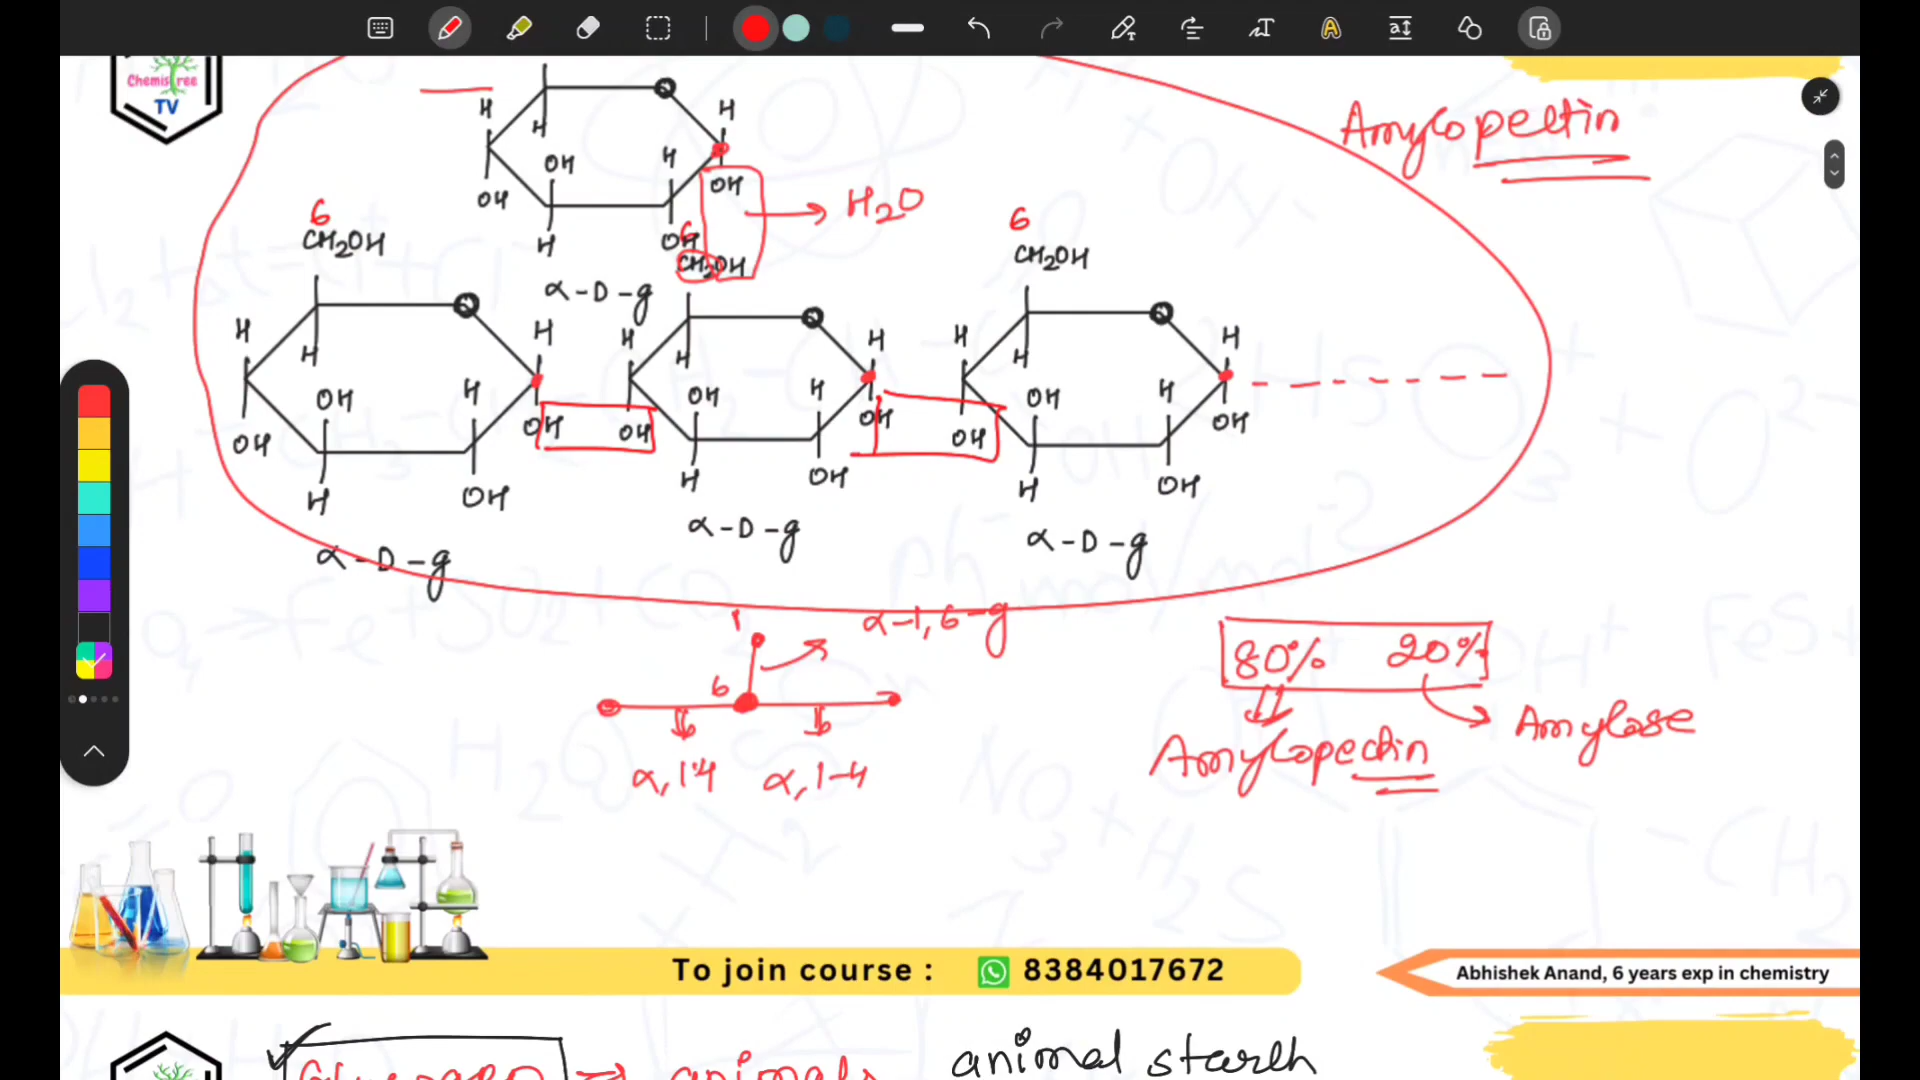 Chemistree
TV
Amylopectin
H H
H
OH H
OH OH → H2O
H OH
6 6 6
CH2OH CH2OH CH2OH
α-D-g
H H H H H H
H H H
OH H OH H OH H
OH OH OH OH OH OH
H OH H OH H OH
α-D-g α-D-g α-D-g
1 α-1,6-g
6
α,1-4 α,1-4
80% 20%
Amylopectin Amylose
To join course : 8384017672
Abhishek Anand, 6 years exp in chemistry
Glycogen → animals animal starch